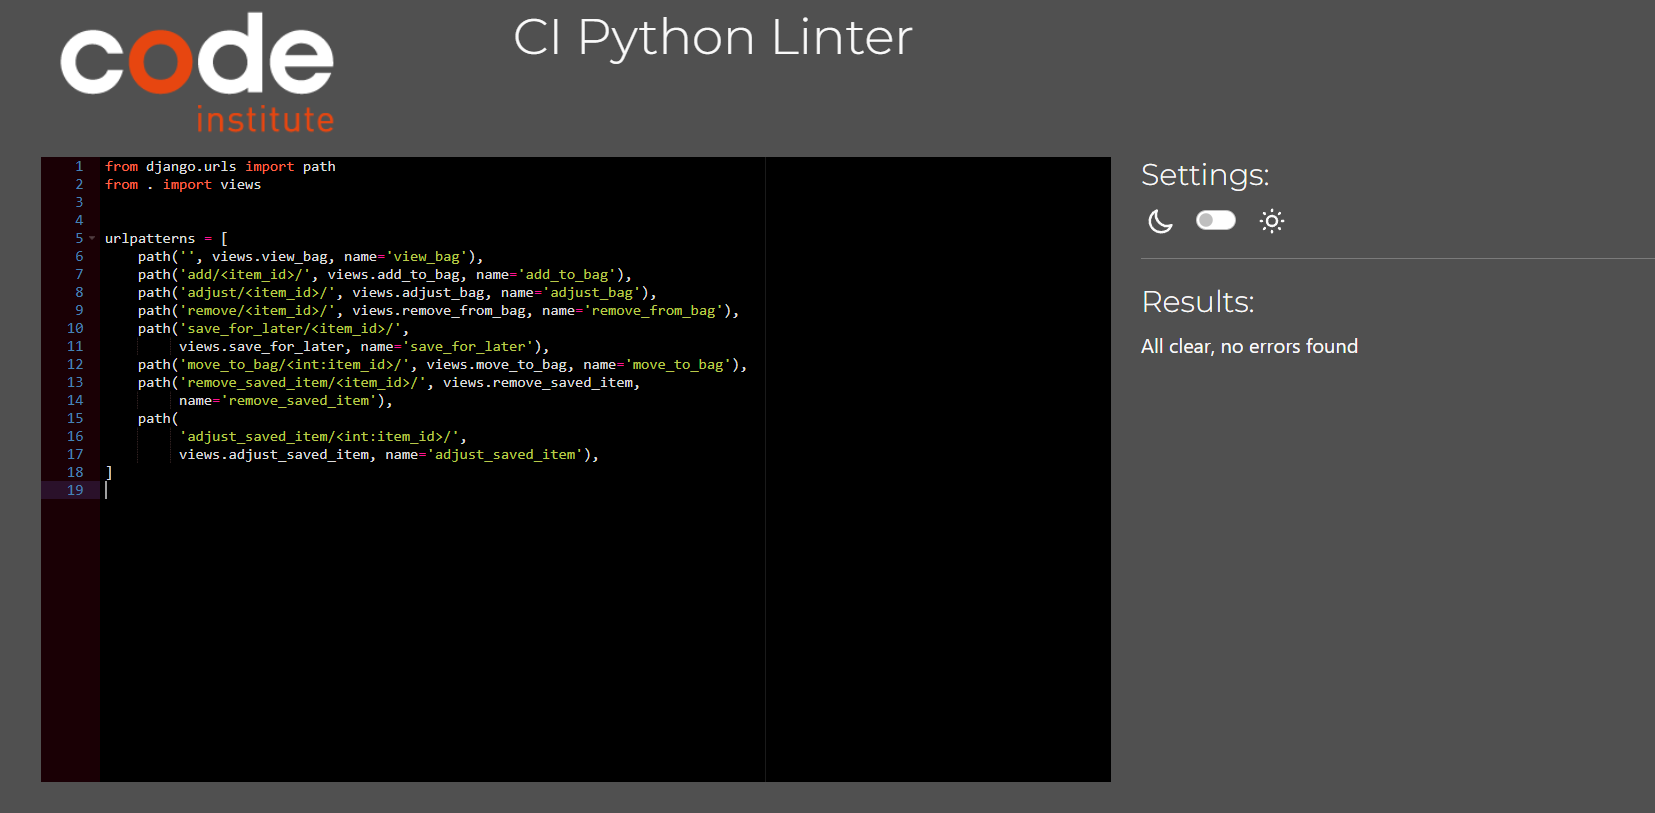 code
institute
CI Python Linter
1 from django.urls import path
2 from . import views
3
4
5 urlpatterns = [
6     path('', views.view_bag, name='view_bag'),
7     path('add/<item_id>/', views.add_to_bag, name='add_to_bag'),
8     path('adjust/<item_id>/', views.adjust_bag, name='adjust_bag'),
9     path('remove/<item_id>/', views.remove_from_bag, name='remove_from_bag'),
10     path('save_for_later/<item_id>/',
11          views.save_for_later, name='save_for_later'),
12     path('move_to_bag/<int:item_id>/', views.move_to_bag, name='move_to_bag'),
13     path('remove_saved_item/<item_id>/', views.remove_saved_item,
14          name='remove_saved_item'),
15     path(
16          'adjust_saved_item/<int:item_id>/',
17          views.adjust_saved_item, name='adjust_saved_item'),
18 ]
19
Settings:
Results:
All clear, no errors found